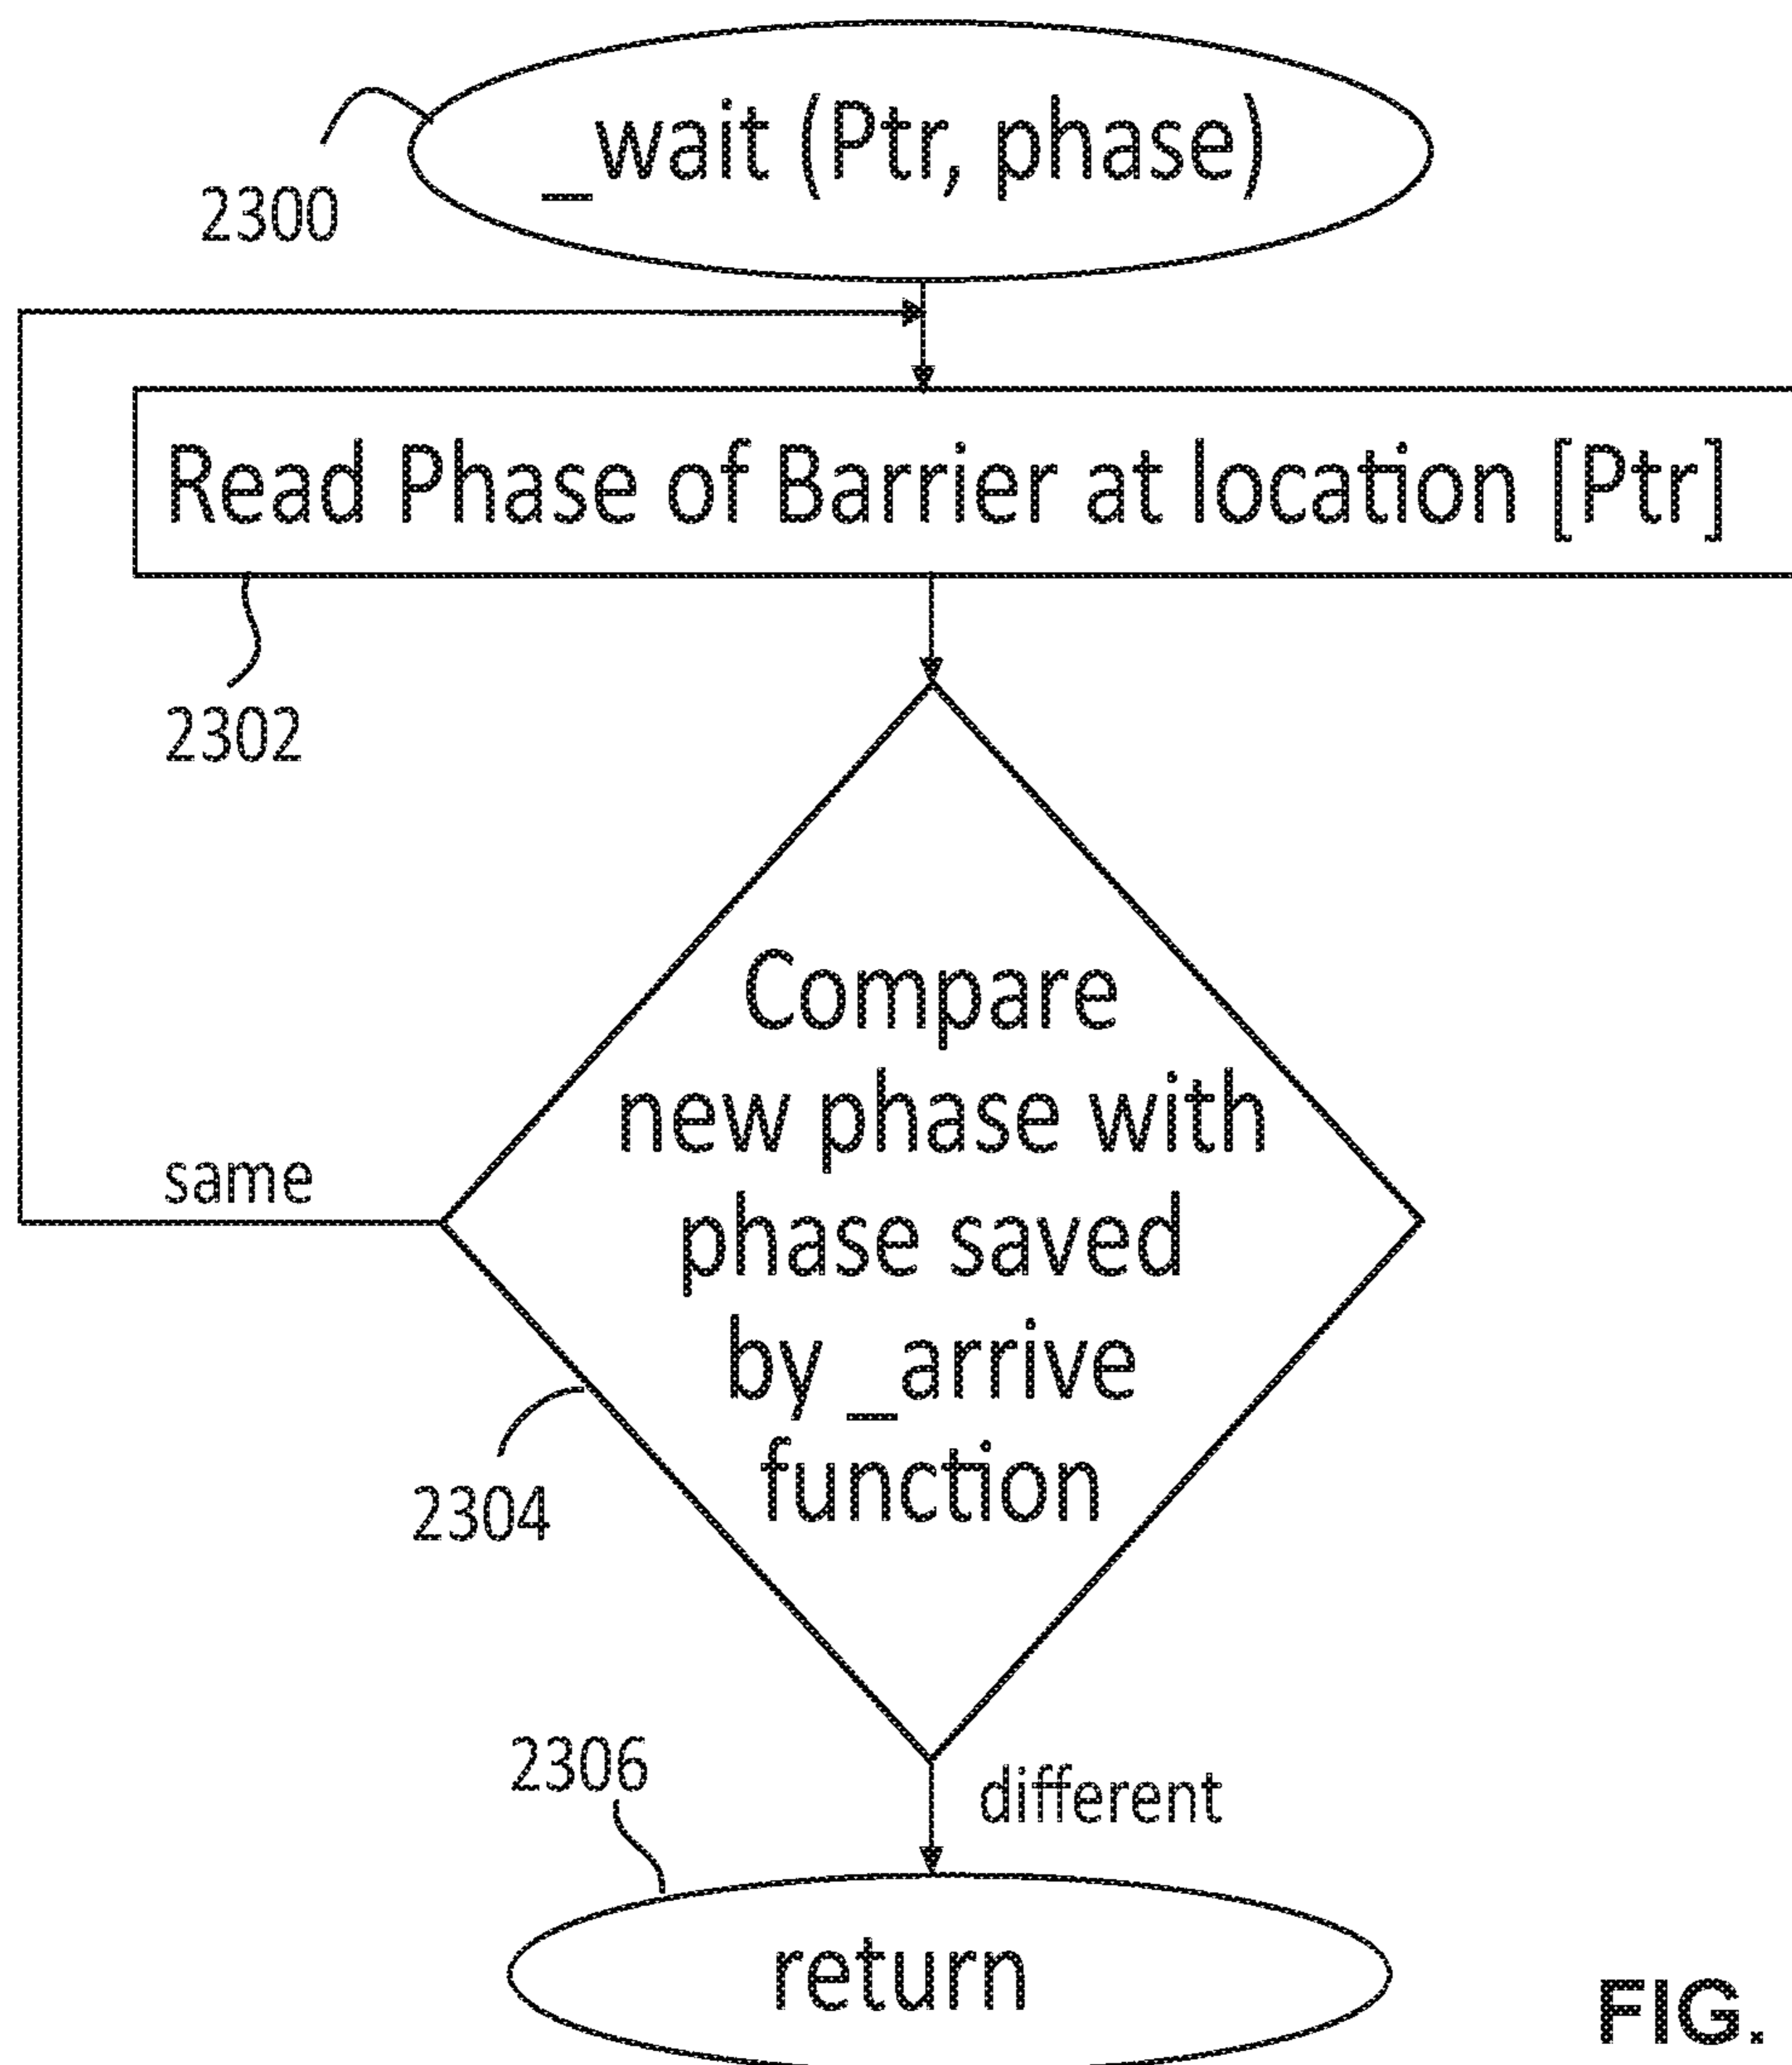 _wait (Ptr, phase)
2300
Read Phase of Barrier at location [Ptr]
2302
Compare
new phase with
phase saved
by _arrive
function
same
2304
2306
different
return
FIG.